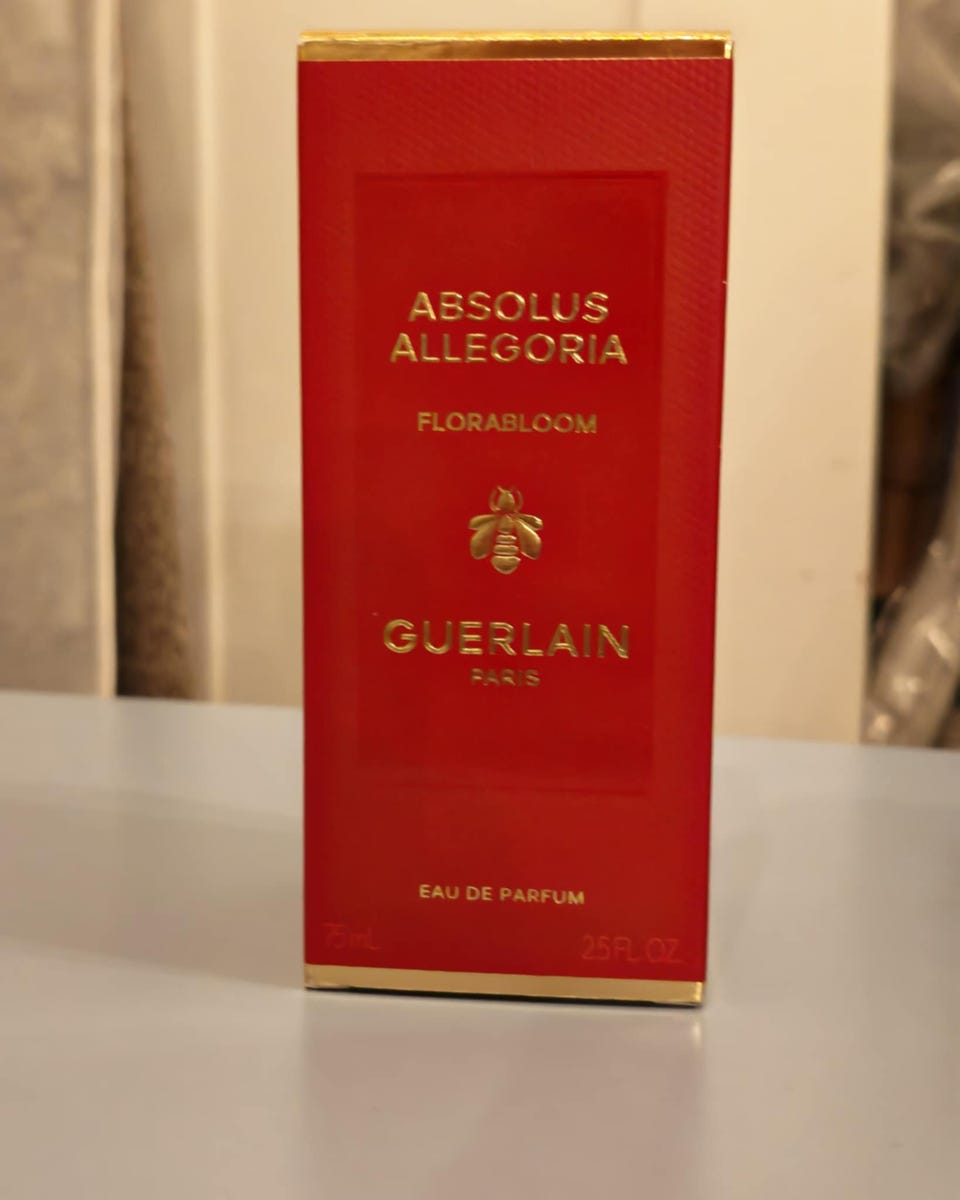 ABSOLUS
ALLEGORIA
FLORABLOOM
GUERLAIN
PARIS
EAU DE PARFUM
75 mL 2.5 FL. OZ.